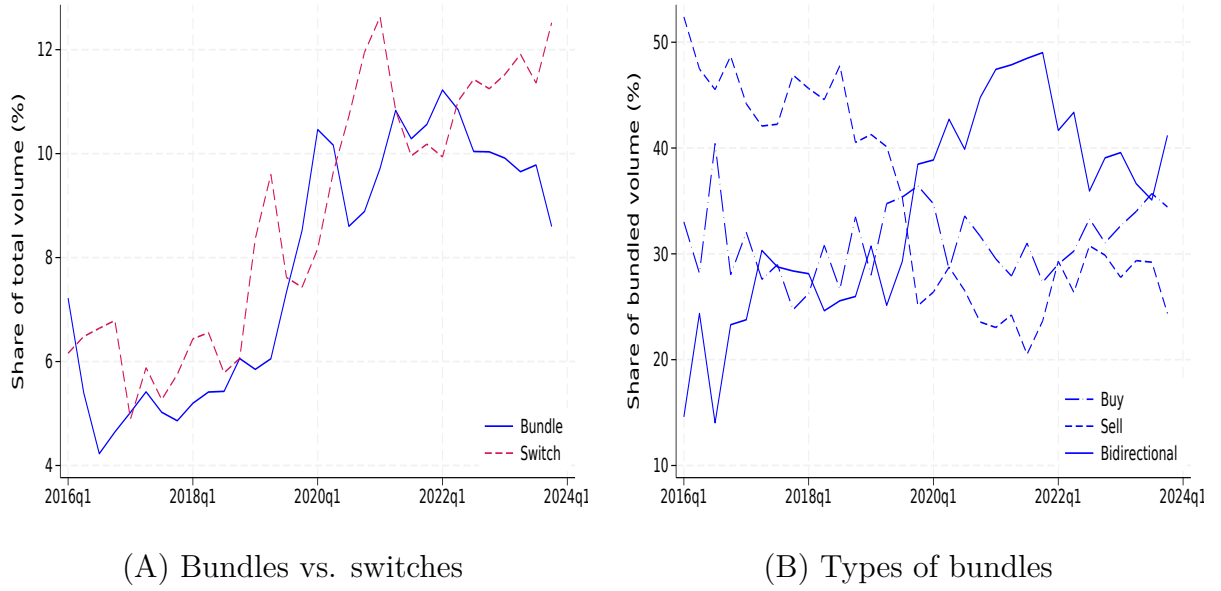 Share of total volume (%)
12
10
8
6
4
2016q1
2018q1
2020q1
2022q1
2024q1
Bundle
Switch
(A) Bundles vs. switches
Share of bundled volume (%)
50
40
30
20
10
2016q1
2018q1
2020q1
2022q1
2024q1
Buy
Sell
Bidirectional
(B) Types of bundles